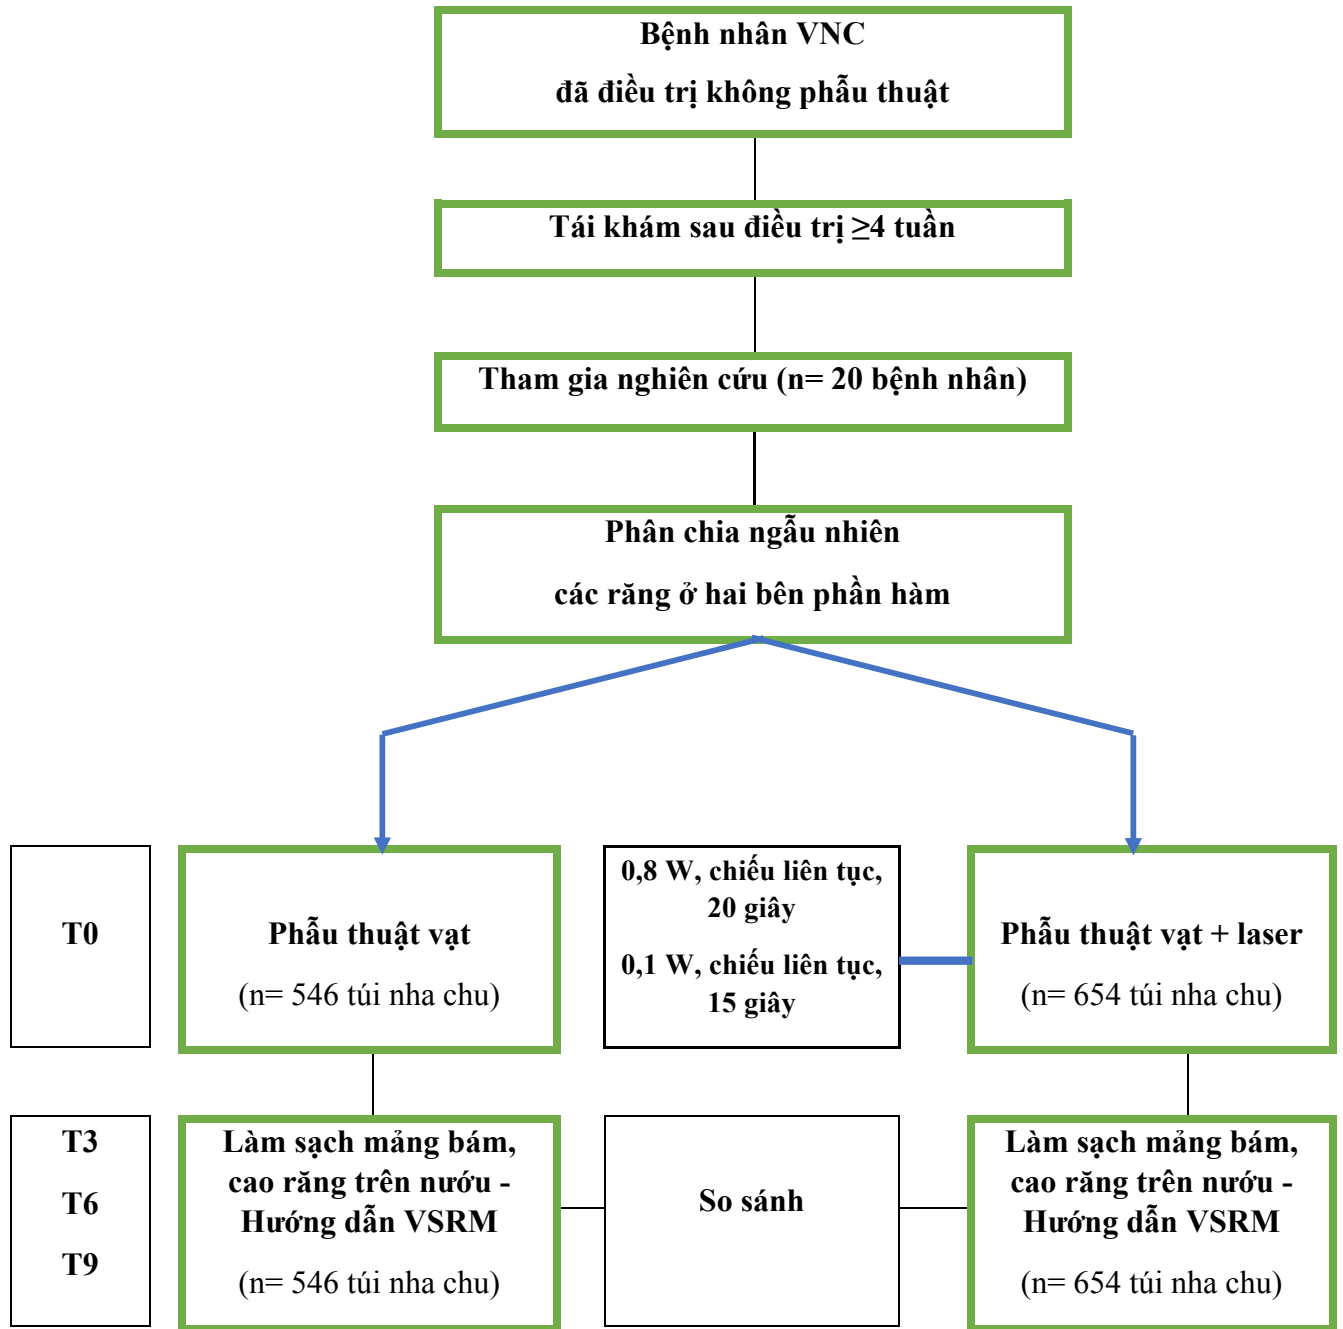 Bệnh nhân VNC
đã điều trị không phẫu thuật
Tái khám sau điều trị ≥4 tuần
Tham gia nghiên cứu (n= 20 bệnh nhân)
Phân chia ngẫu nhiên
các răng ở hai bên phần hàm
T0
Phẫu thuật vạt
(n= 546 túi nha chu)
0,8 W, chiếu liên tục,
20 giây
0,1 W, chiếu liên tục,
15 giây
Phẫu thuật vạt + laser
(n= 654 túi nha chu)
T3
T6
T9
Làm sạch mảng bám,
cao răng trên nướu -
Hướng dẫn VSRM
(n= 546 túi nha chu)
So sánh
Làm sạch mảng bám,
cao răng trên nướu -
Hướng dẫn VSRM
(n= 654 túi nha chu)